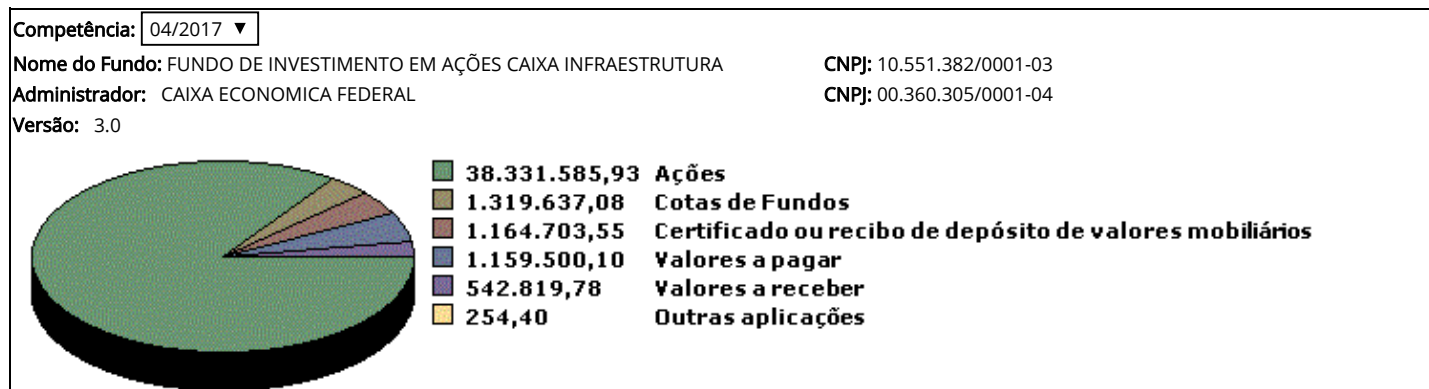 Competência: 04/2017 ▼
Nome do Fundo: FUNDO DE INVESTIMENTO EM AÇÕES CAIXA INFRAESTRUTURA CNPJ: 10.551.382/0001-03
Administrador: CAIXA ECONOMICA FEDERAL CNPJ: 00.360.305/0001-04
Versão: 3.0
38.331.585,93 Ações
1.319.637,08 Cotas de Fundos
1.164.703,55 Certificado ou recibo de depósito de valores mobiliários
1.159.500,10 Valores a pagar
542.819,78 Valores a receber
254,40 Outras aplicações